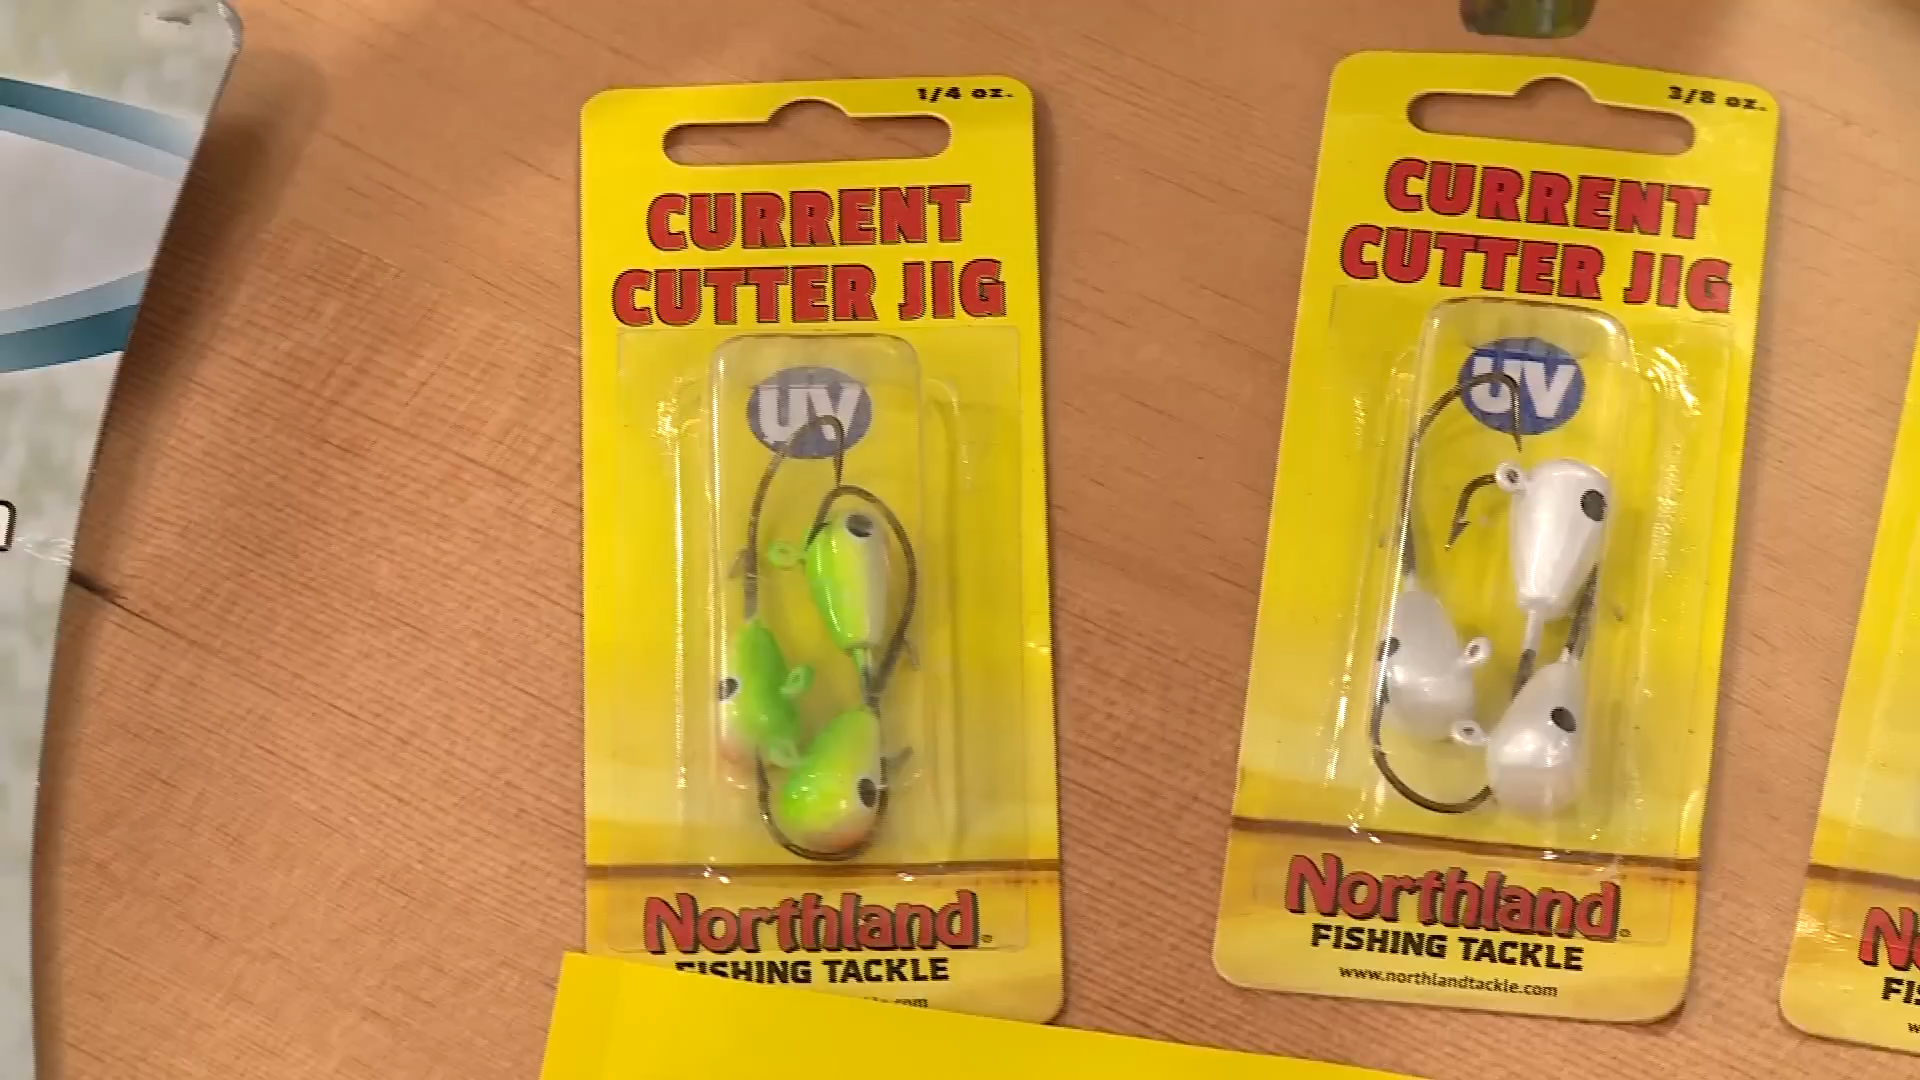 1/4 oz.
CURRENT
CUTTER JIG
UV
Northland
FISHING TACKLE
3/8 oz.
CURRENT
CUTTER JIG
UV
Northland
FISHING TACKLE
www.northlandtackle.com